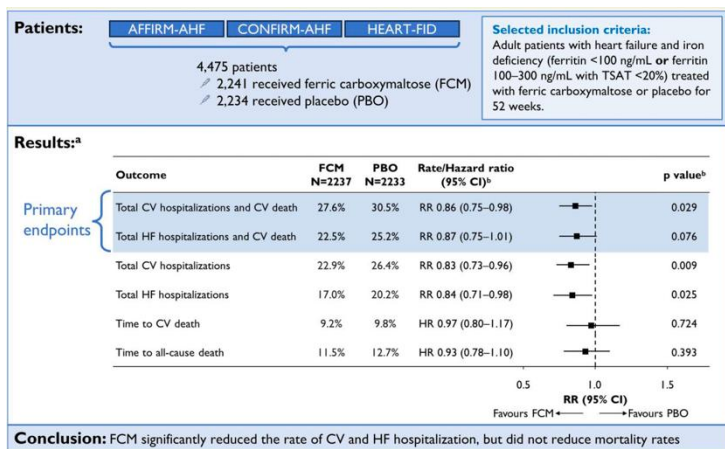 Patients:
AFFIRM-AHF CONFIRM-AHF HEART-FID
4,475 patients
2,241 received ferric carboxymaltose (FCM)
2,234 received placebo (PBO)
Selected inclusion criteria:
Adult patients with heart failure and iron
deficiency (ferritin <100 ng/mL or ferritin
100–300 ng/mL with TSAT <20%) treated
with ferric carboxymaltose or placebo for
52 weeks.
Results:a
Outcome FCM N=2237 PBO N=2233 Rate/Hazard ratio (95% CI)b p valueb
Primary endpoints
Total CV hospitalizations and CV death 27.6% 30.5% RR 0.86 (0.75–0.98) 0.029
Total HF hospitalizations and CV death 22.5% 25.2% RR 0.87 (0.75–1.01) 0.076
Total CV hospitalizations 22.9% 26.4% RR 0.83 (0.73–0.96) 0.009
Total HF hospitalizations 17.0% 20.2% RR 0.84 (0.71–0.98) 0.025
Time to CV death 9.2% 9.8% HR 0.97 (0.80–1.17) 0.724
Time to all-cause death 11.5% 12.7% HR 0.93 (0.78–1.10) 0.393
0.5 1.0 1.5
RR (95% CI)
Favours FCM Favours PBO
Conclusion: FCM significantly reduced the rate of CV and HF hospitalization, but did not reduce mortality rates